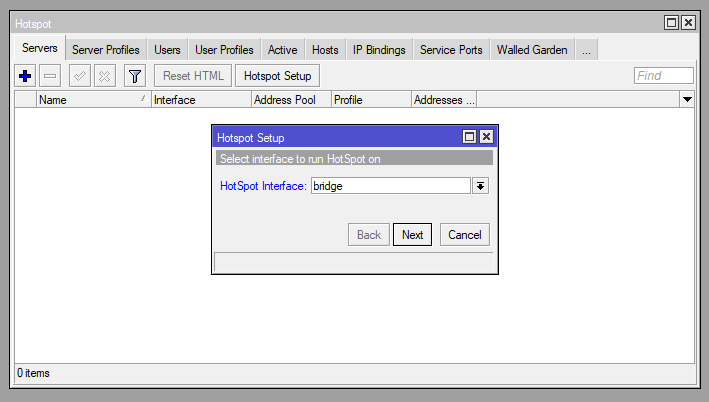 Hotspot
Servers Server Profiles Users User Profiles Active Hosts IP Bindings Service Ports Walled Garden ...
Reset HTML Hotspot Setup Find
Name Interface Address Pool Profile Addresses ...
Hotspot Setup
Select interface to run HotSpot on
HotSpot Interface: bridge
Back Next Cancel
0 items